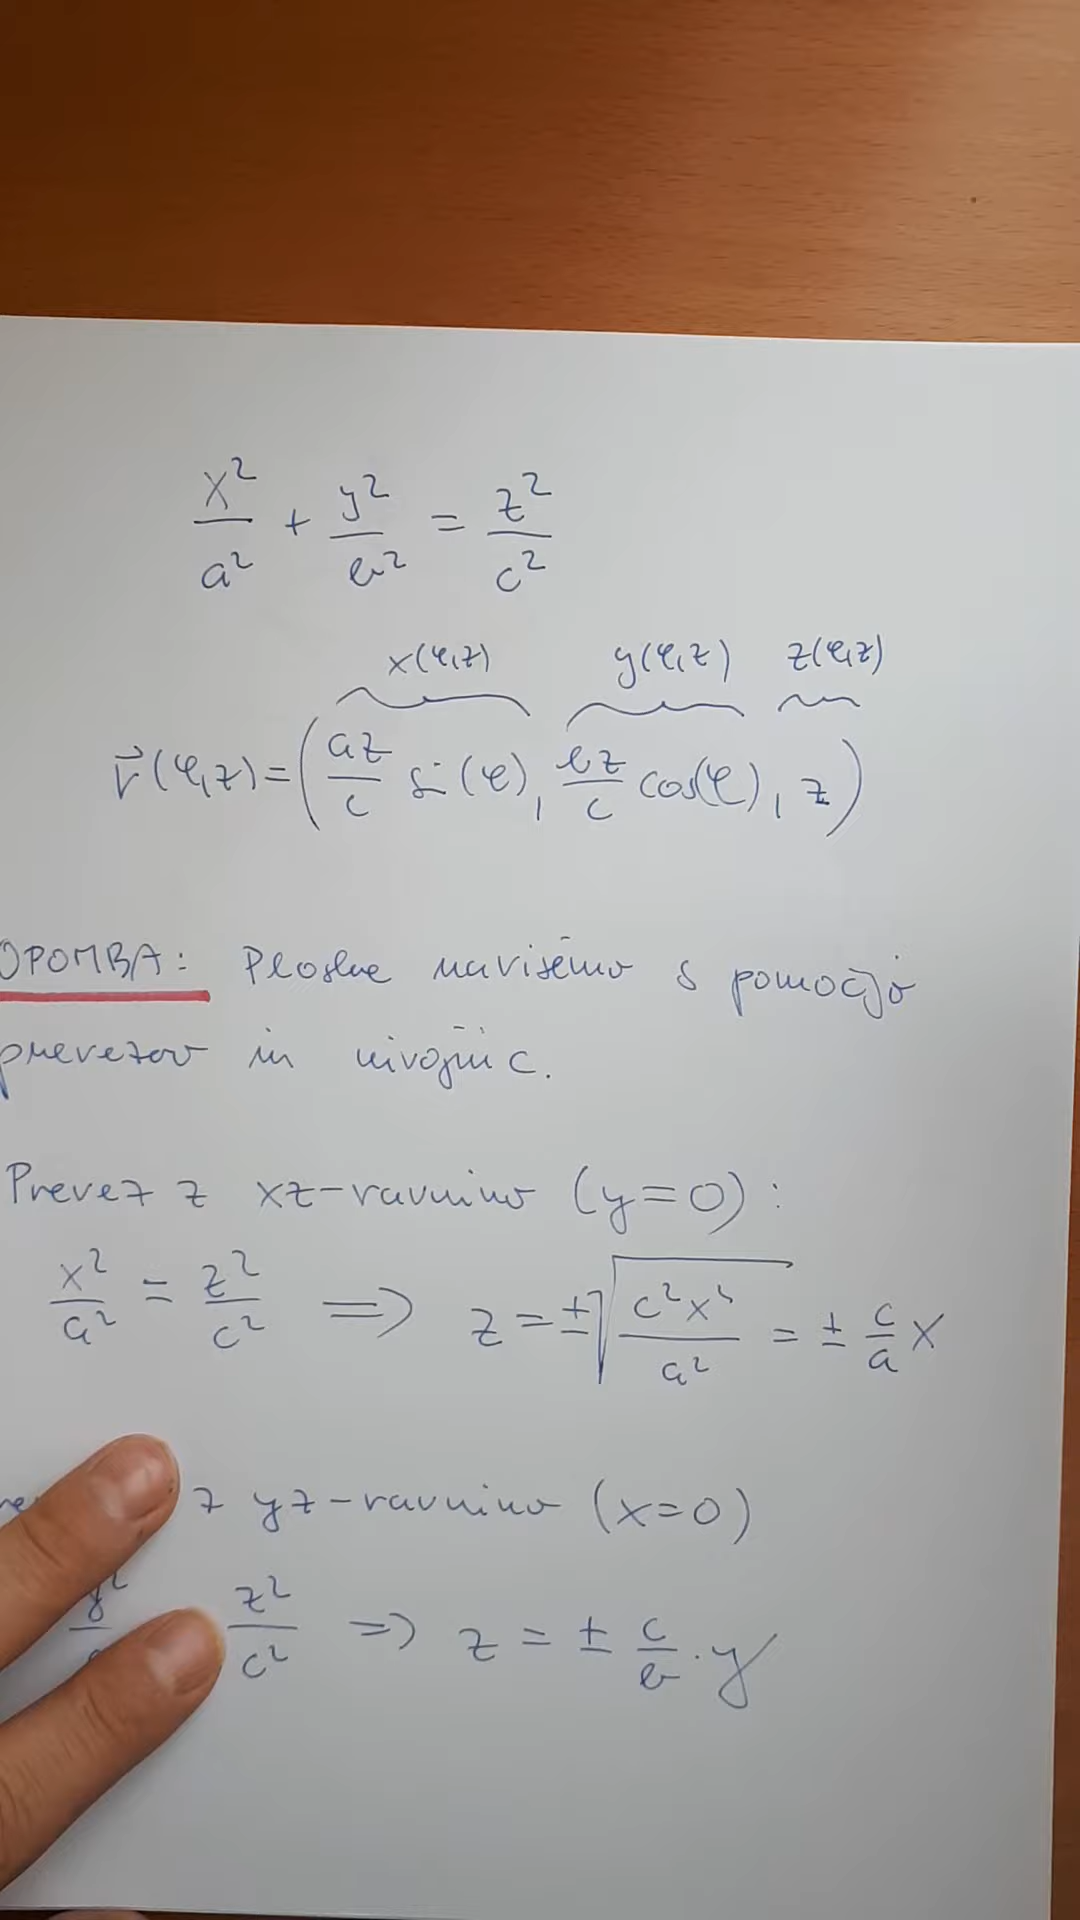 x²/a² + y²/b² = z²/c²
x(φ,z) y(φ,z) z(φ,z)
r⃗(φ,z) = (az/c sin(φ), bz/c cos(φ), z)
OPOMBA: Ploskve narišemo s pomočjo
prerezov in nivojnic.
Prerez z xz-ravnino (y=0):
x²/a² = z²/c² => z = ±√(c²x²/a²) = ± c/a x
z yz-ravnino (x=0)
y² z²/c² => z = ± c/b · y